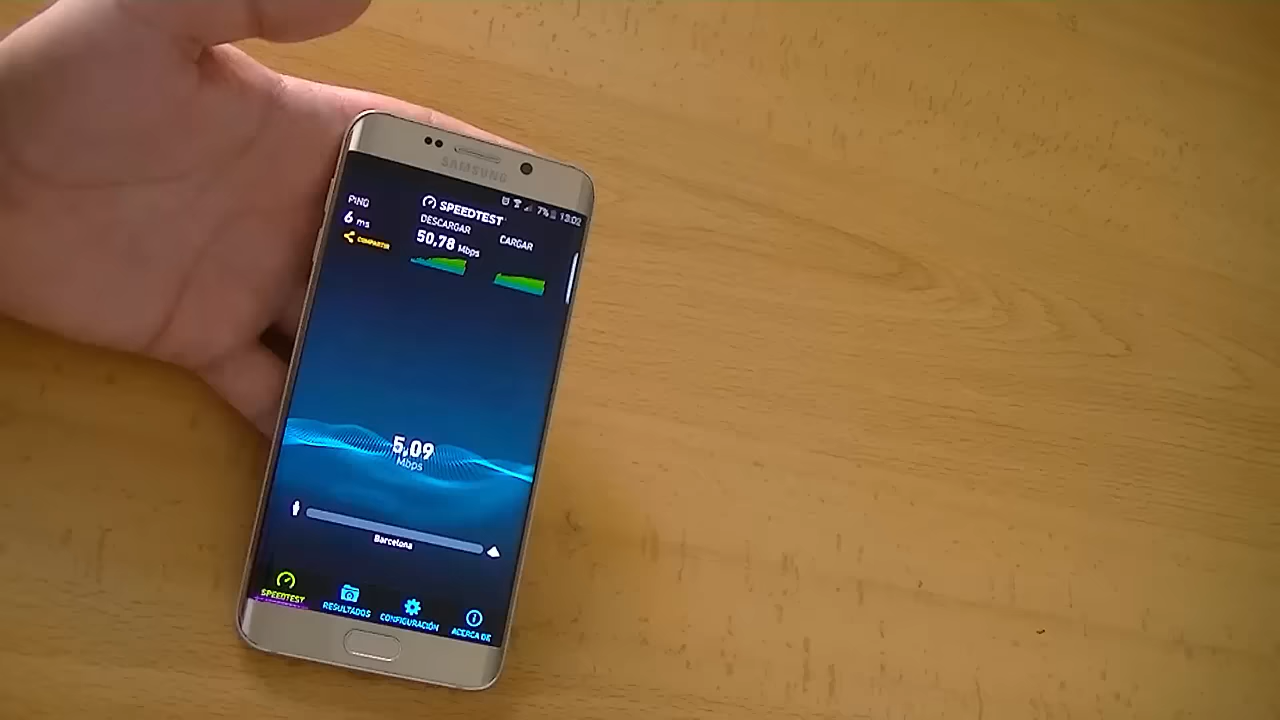 SAMSUNG
7% 13:02
PING
6 ms
COMPARTIR
SPEEDTEST
DESCARGAR
50,78 Mbps
CARGAR
5,09
Mbps
Barcelona
SPEEDTEST
RESULTADOS
CONFIGURACIÓN
ACERCA DE